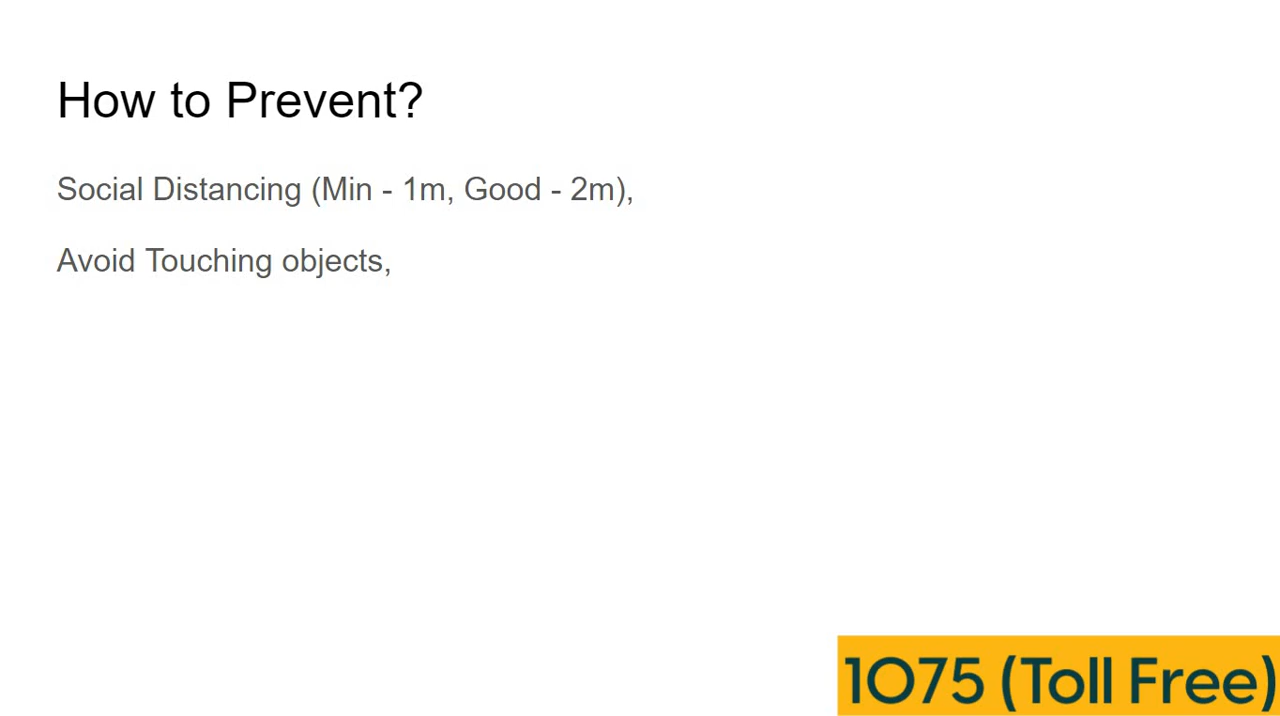 How to Prevent?
Social Distancing (Min - 1m, Good - 2m),
Avoid Touching objects,
1075 (Toll Free)